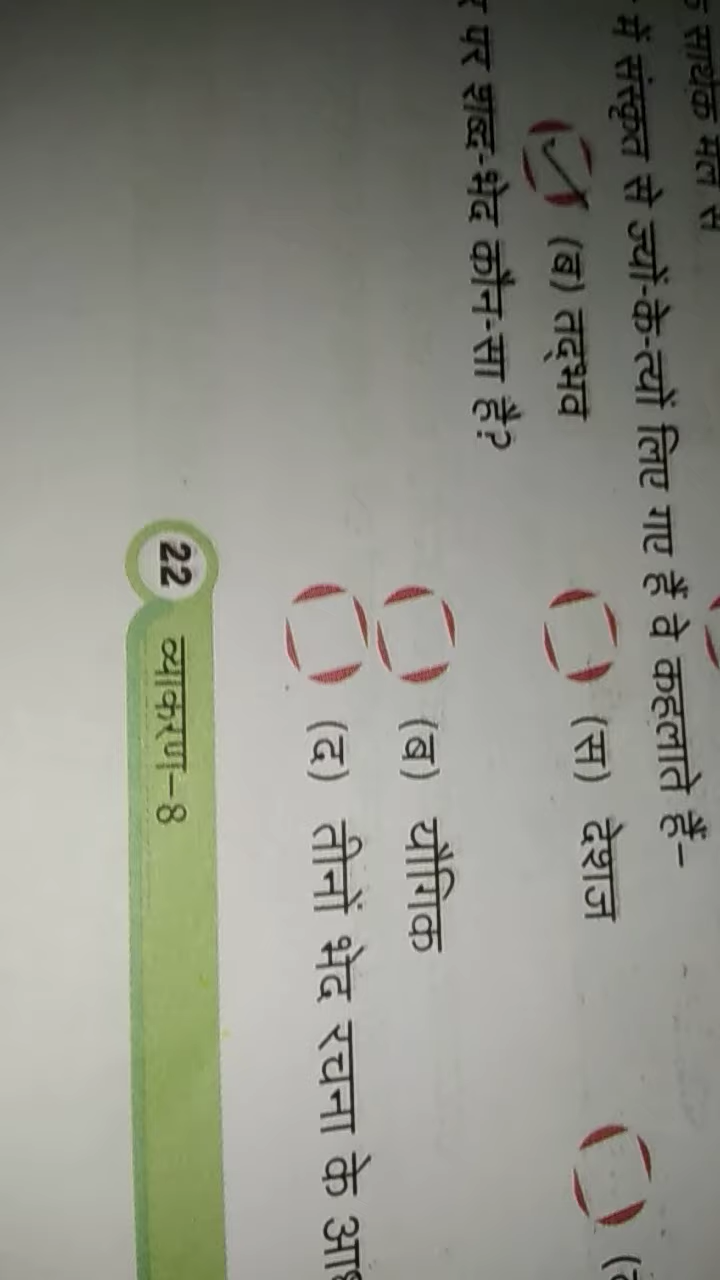 सार्थक मेल से
में संस्कृत से ज्यों-के-त्यों लिए गए हैं वे कहलाते हैं–
(ब) तद्भव (स) देशज
पर शब्द-भेद कौन-सा है?
(ब) यौगिक
(द) तीनों भेद रचना के
22 व्याकरण–8